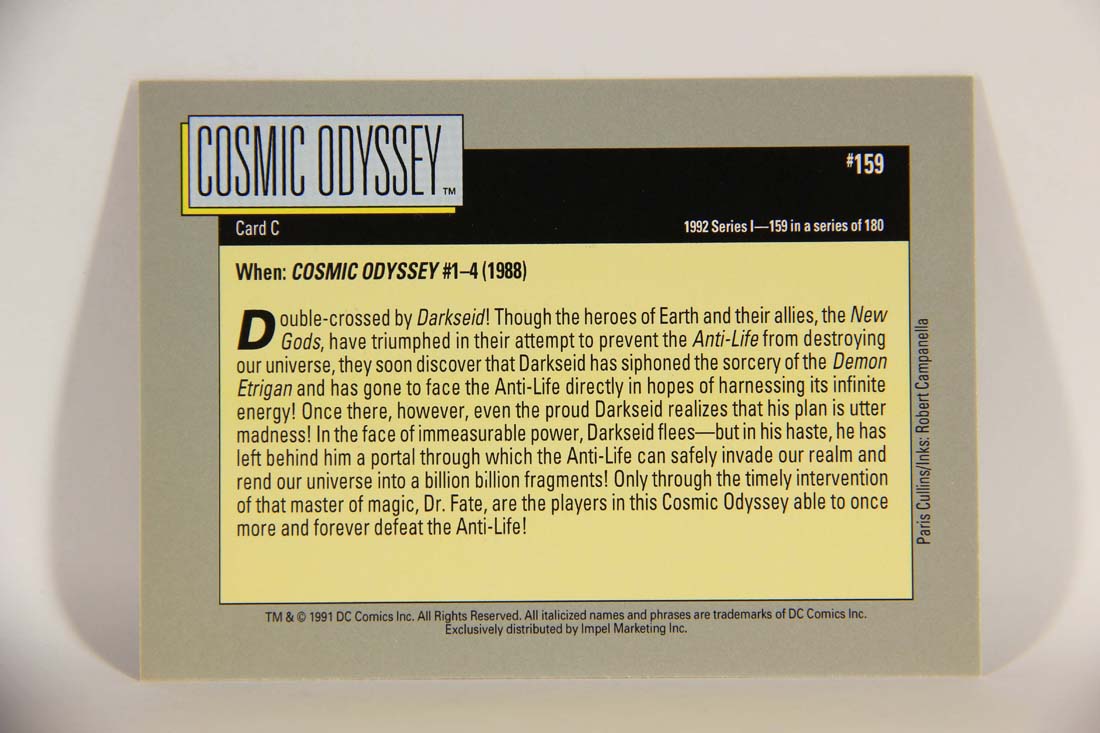 COSMIC ODYSSEY™
#159
Card C
1992 Series I—159 in a series of 180
When: COSMIC ODYSSEY #1–4 (1988)
Double-crossed by Darkseid! Though the heroes of Earth and their allies, the New
Gods, have triumphed in their attempt to prevent the Anti-Life from destroying
our universe, they soon discover that Darkseid has siphoned the sorcery of the Demon
Etrigan and has gone to face the Anti-Life directly in hopes of harnessing its infinite
energy! Once there, however, even the proud Darkseid realizes that his plan is utter
madness! In the face of immeasurable power, Darkseid flees—but in his haste, he has
left behind him a portal through which the Anti-Life can safely invade our realm and
rend our universe into a billion billion fragments! Only through the timely intervention
of that master of magic, Dr. Fate, are the players in this Cosmic Odyssey able to once
more and forever defeat the Anti-Life!
Paris Cullins/Inks: Robert Campanella
TM & © 1991 DC Comics Inc. All Rights Reserved. All italicized names and phrases are trademarks of DC Comics Inc.
Exclusively distributed by Impel Marketing Inc.